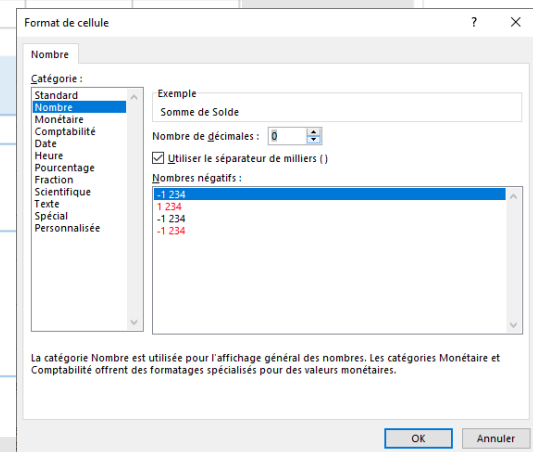 Format de cellule
?
Nombre
Catégorie :
Standard
Nombre
Monétaire
Comptabilité
Date
Heure
Pourcentage
Fraction
Scientifique
Texte
Spécial
Personnalisée
Exemple
Somme de Solde
Nombre de décimales : 0
Utiliser le séparateur de milliers ( )
Nombres négatifs :
-1 234
1 234
-1 234
-1 234
La catégorie Nombre est utilisée pour l'affichage général des nombres. Les catégories Monétaire et
Comptabilité offrent des formatages spécialisés pour des valeurs monétaires.
OK Annuler